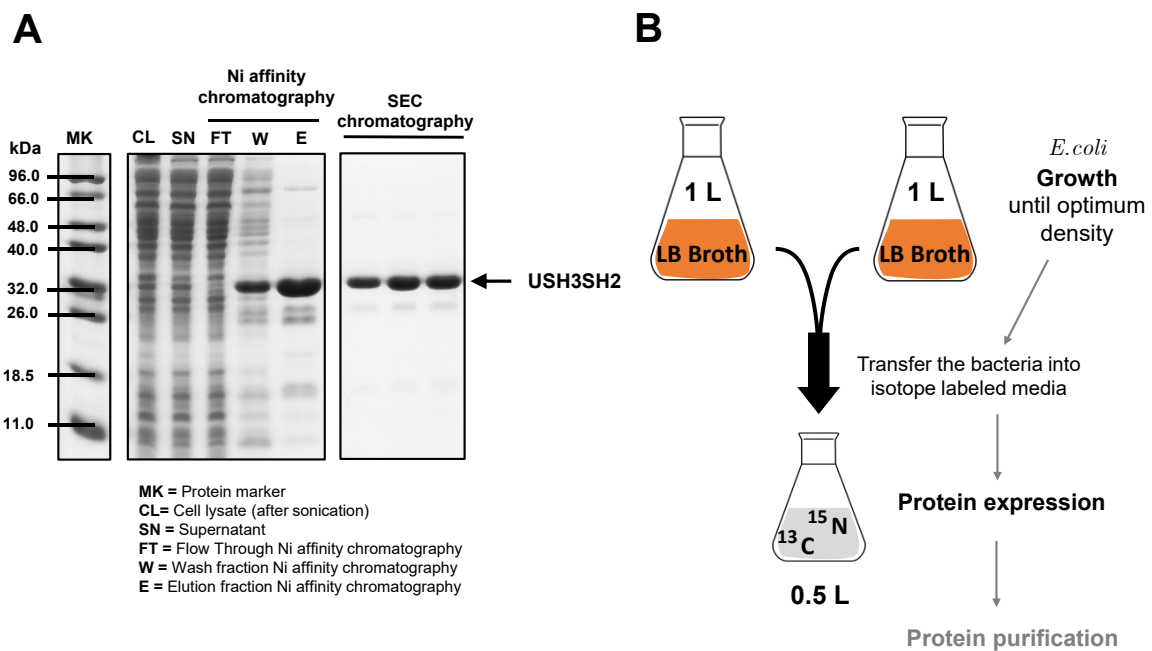 A
Ni affinity
chromatography
SEC
chromatography
kDa
MK
CL SN FT W E
96.0
66.0
48.0
40.0
32.0
26.0
18.5
11.0
USH3SH2
MK = Protein marker
CL= Cell lysate (after sonication)
SN = Supernatant
FT = Flow Through Ni affinity chromatography
W = Wash fraction Ni affinity chromatography
E = Elution fraction Ni affinity chromatography
B
1 L
LB Broth
1 L
LB Broth
E.coli
Growth
until optimum
density
Transfer the bacteria into
isotope labeled media
15 N
13 C
0.5 L
Protein expression
Protein purification